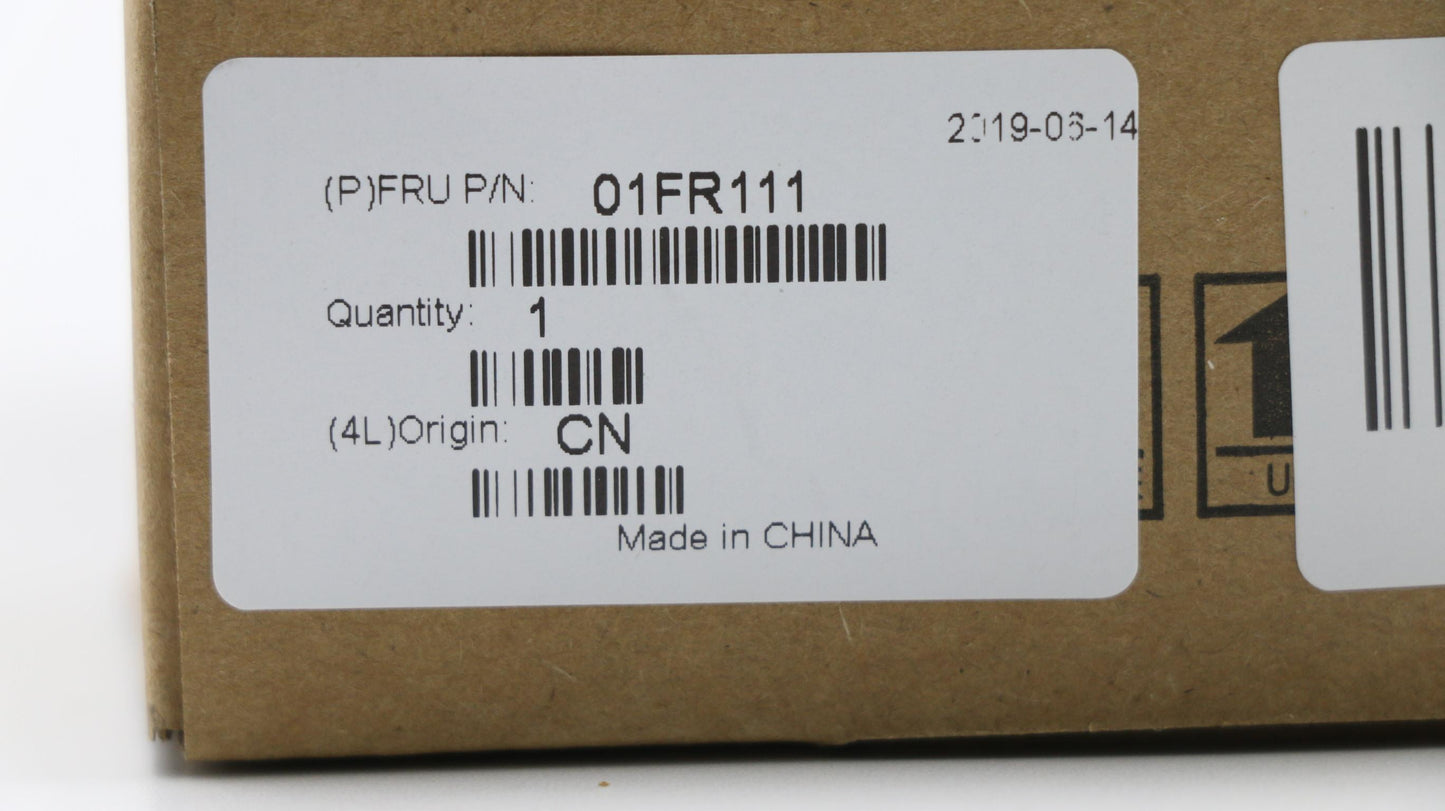 2019-06-14
(P)FRU P/N: 01FR111
Quantity: 1
(4L)Origin: CN
Made in CHINA